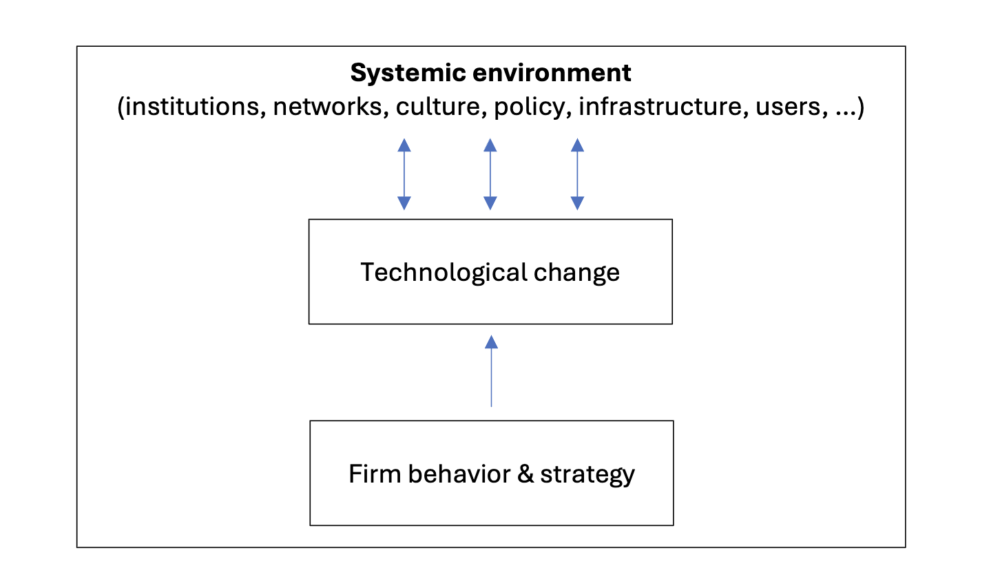 Systemic environment
(institutions, networks, culture, policy, infrastructure, users, ...)
Technological change
Firm behavior & strategy